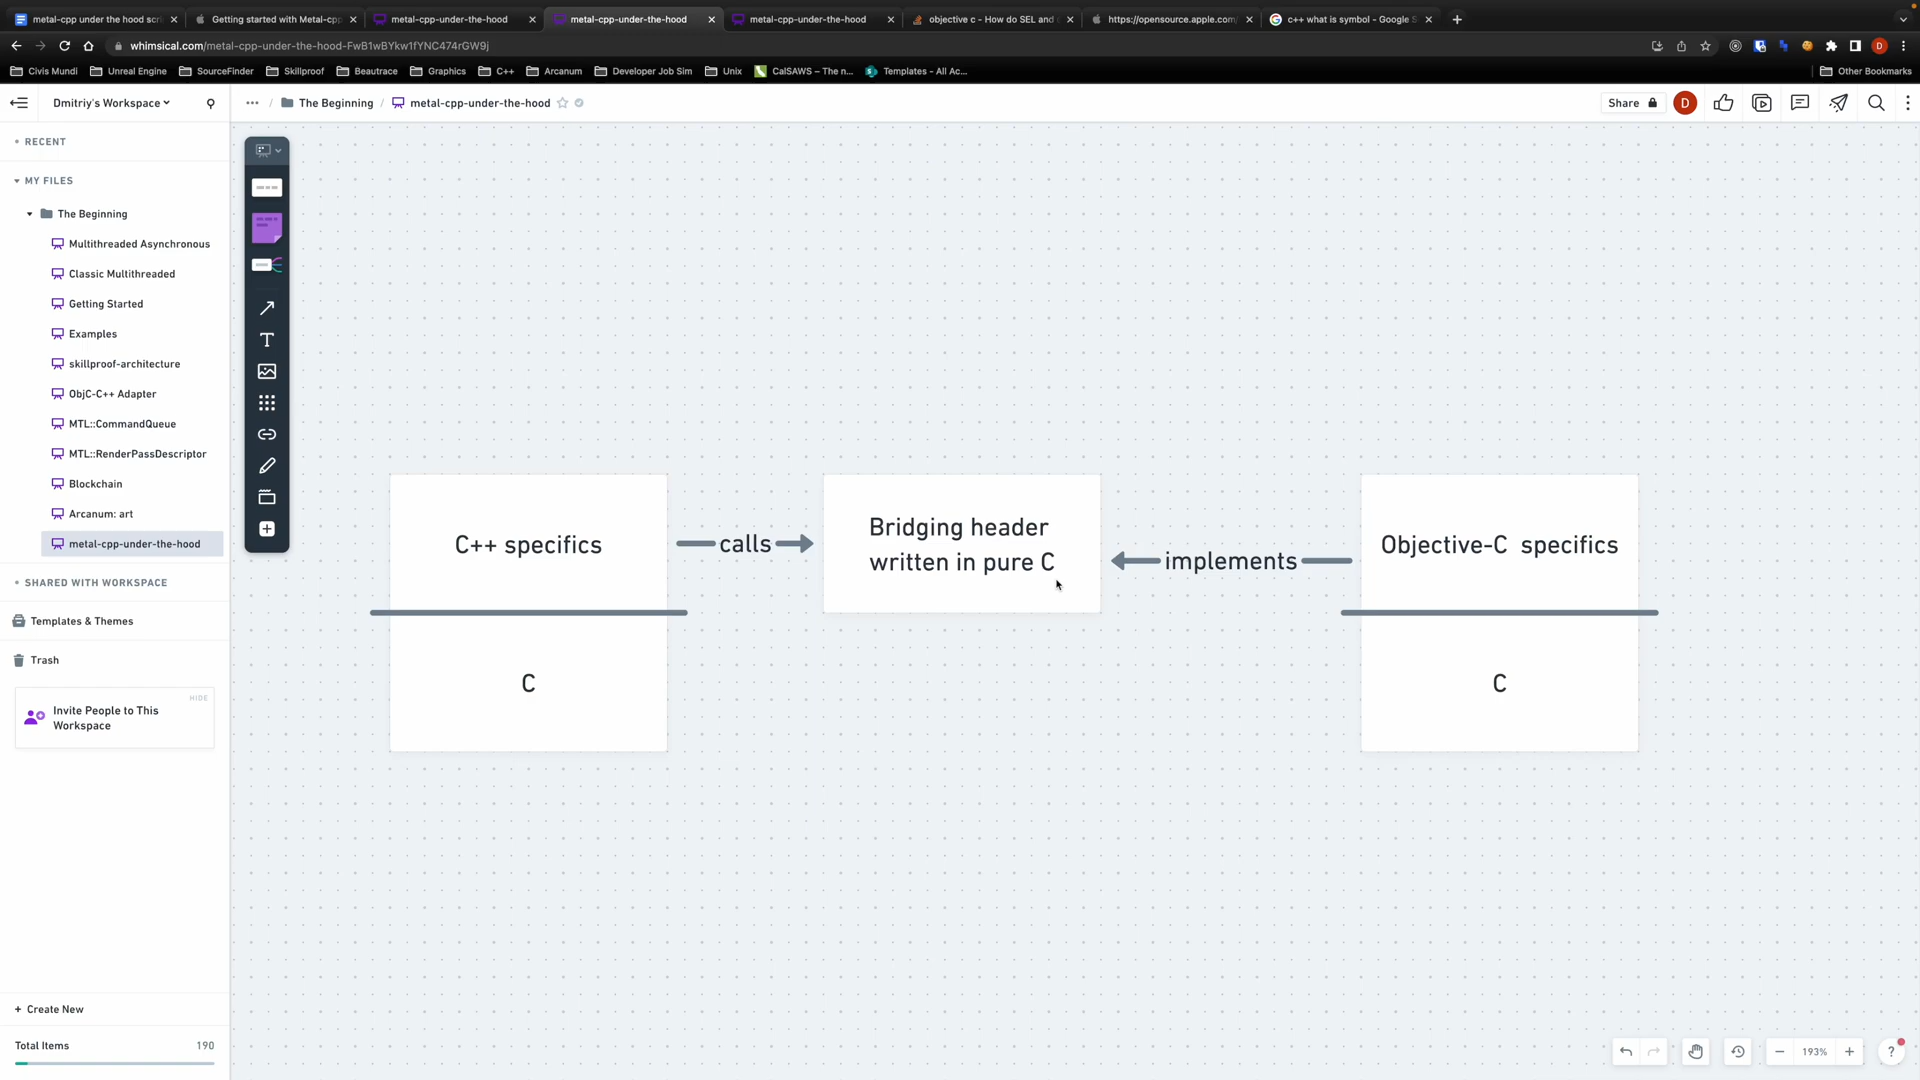 metal-cpp under the hood scri
Getting started with Metal-cpp
metal-cpp-under-the-hood
metal-cpp-under-the-hood
metal-cpp-under-the-hood
objective c - How do SEL and
https://opensource.apple.com/
c++ what is symbol - Google S
whimsical.com/metal-cpp-under-the-hood-FwB1wBYkw1fYNC474rGW9j
D
Civis Mundi
Unreal Engine
SourceFinder
Skillproof
Beautrace
Graphics
C++
Arcanum
Developer Job Sim
Unix
CalSAWS – The n...
Templates - All Ac...
Other Bookmarks
Dmitriy's Workspace
... / The Beginning / metal-cpp-under-the-hood
Share
D
RECENT
MY FILES
The Beginning
Multithreaded Asynchronous
Classic Multithreaded
Getting Started
Examples
skillproof-architecture
ObjC-C++ Adapter
MTL::CommandQueue
MTL::RenderPassDescriptor
Blockchain
Arcanum: art
metal-cpp-under-the-hood
SHARED WITH WORKSPACE
Templates & Themes
Trash
HIDE
Invite People to This
Workspace
+ Create New
Total Items 190
T
C++ specifics
C
calls
Bridging header
written in pure C
implements
Objective-C specifics
C
193%
?